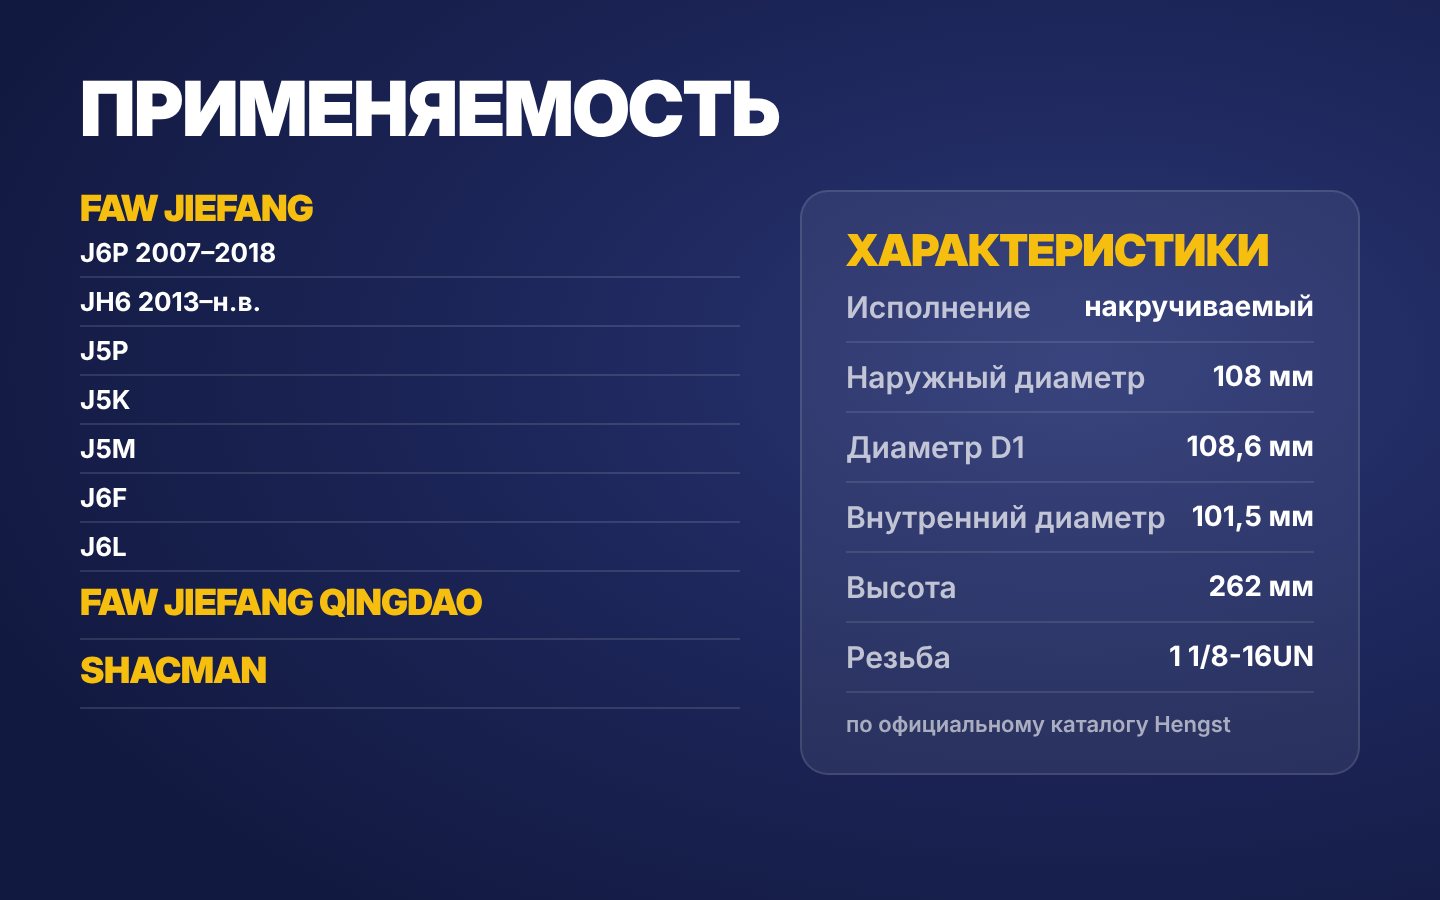 ПРИМЕНЯЕМОСТЬ
FAW JIEFANG
J6P 2007–2018
JH6 2013–н.в.
J5P
J5K
J5M
J6F
J6L
FAW JIEFANG QINGDAO
SHACMAN
ХАРАКТЕРИСТИКИ
Исполнение накручиваемый
Наружный диаметр 108 мм
Диаметр D1 108,6 мм
Внутренний диаметр 101,5 мм
Высота 262 мм
Резьба 1 1/8-16UN
по официальному каталогу Hengst